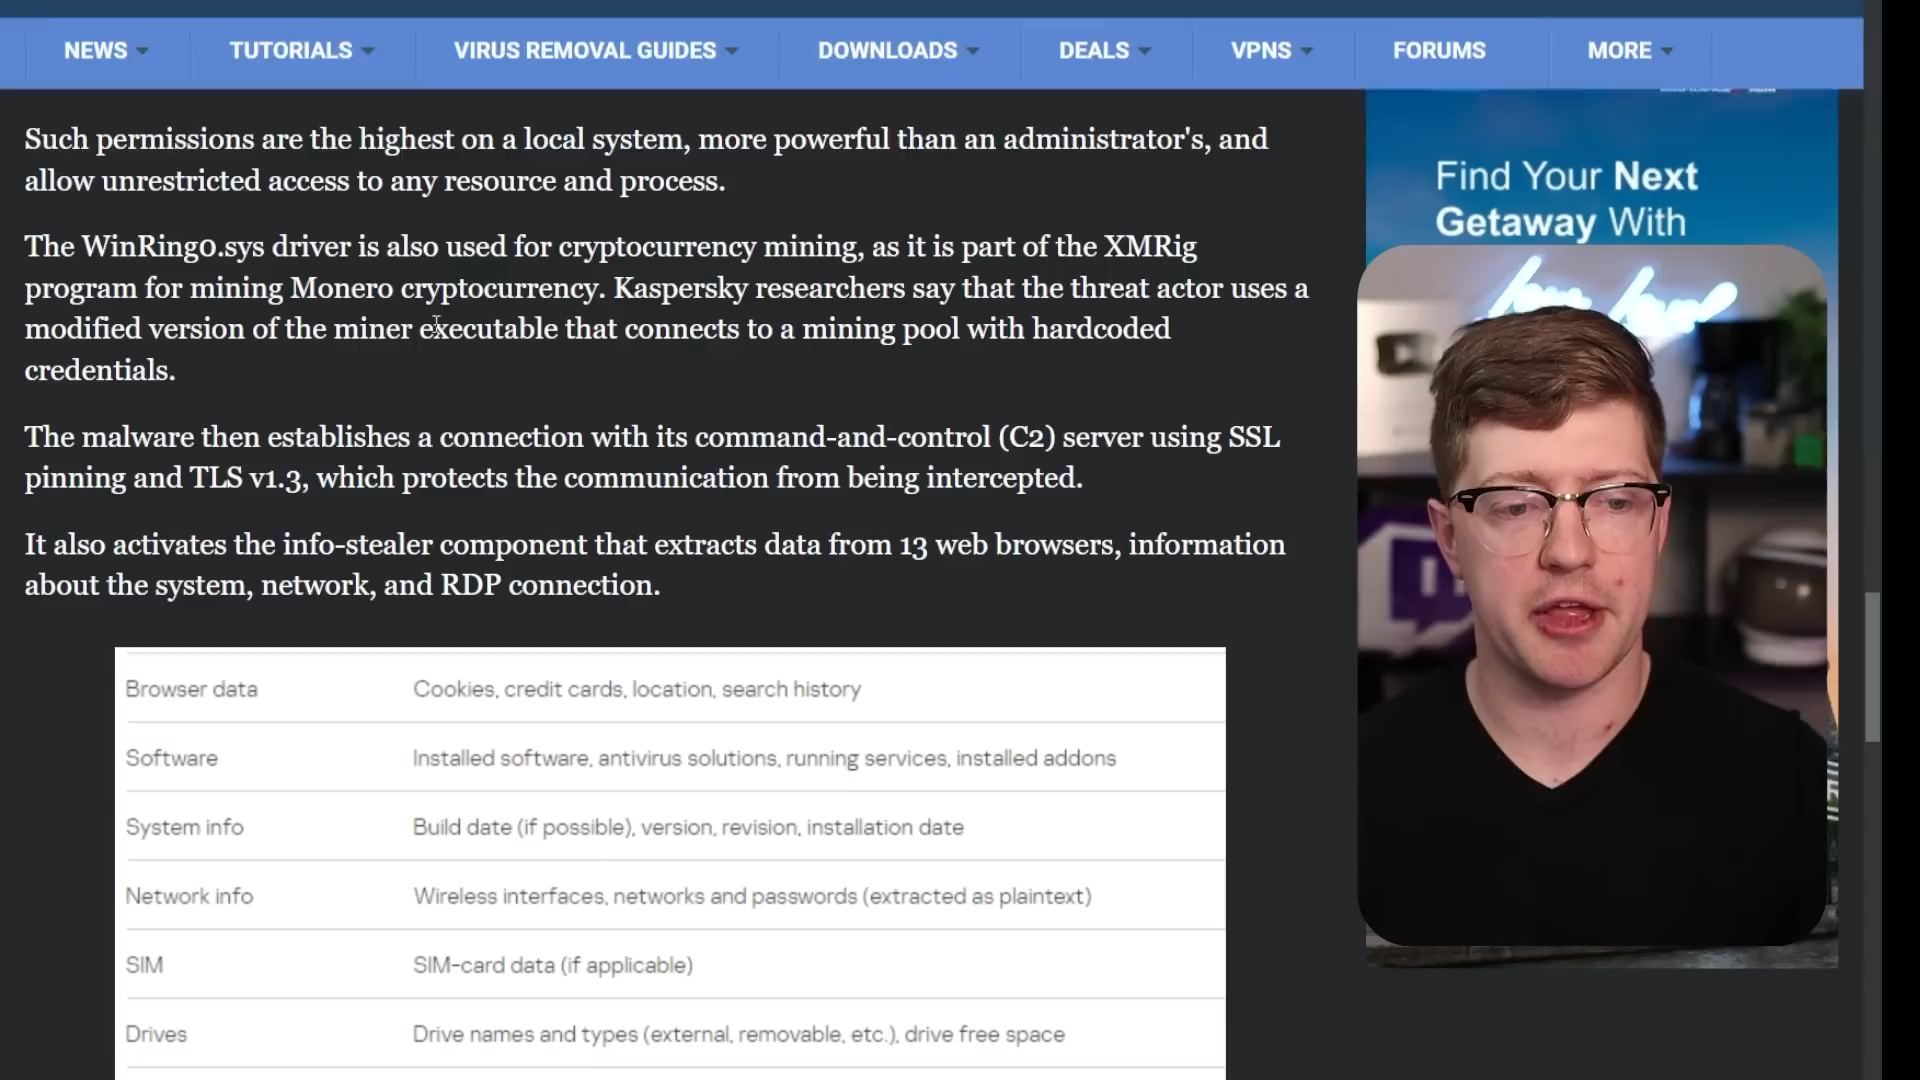 NEWS TUTORIALS VIRUS REMOVAL GUIDES DOWNLOADS DEALS VPNS FORUMS MORE
Such permissions are the highest on a local system, more powerful than an administrator's, and
allow unrestricted access to any resource and process.
The WinRing0.sys driver is also used for cryptocurrency mining, as it is part of the XMRig
program for mining Monero cryptocurrency. Kaspersky researchers say that the threat actor uses a
modified version of the miner executable that connects to a mining pool with hardcoded
credentials.
The malware then establishes a connection with its command-and-control (C2) server using SSL
pinning and TLS v1.3, which protects the communication from being intercepted.
It also activates the info-stealer component that extracts data from 13 web browsers, information
about the system, network, and RDP connection.
Browser data Cookies, credit cards, location, search history
Software Installed software, antivirus solutions, running services, installed addons
System info Build date (if possible), version, revision, installation date
Network info Wireless interfaces, networks and passwords (extracted as plaintext)
SIM SIM-card data (if applicable)
Drives Drive names and types (external, removable, etc.), drive free space
Find Your Next
Getaway With